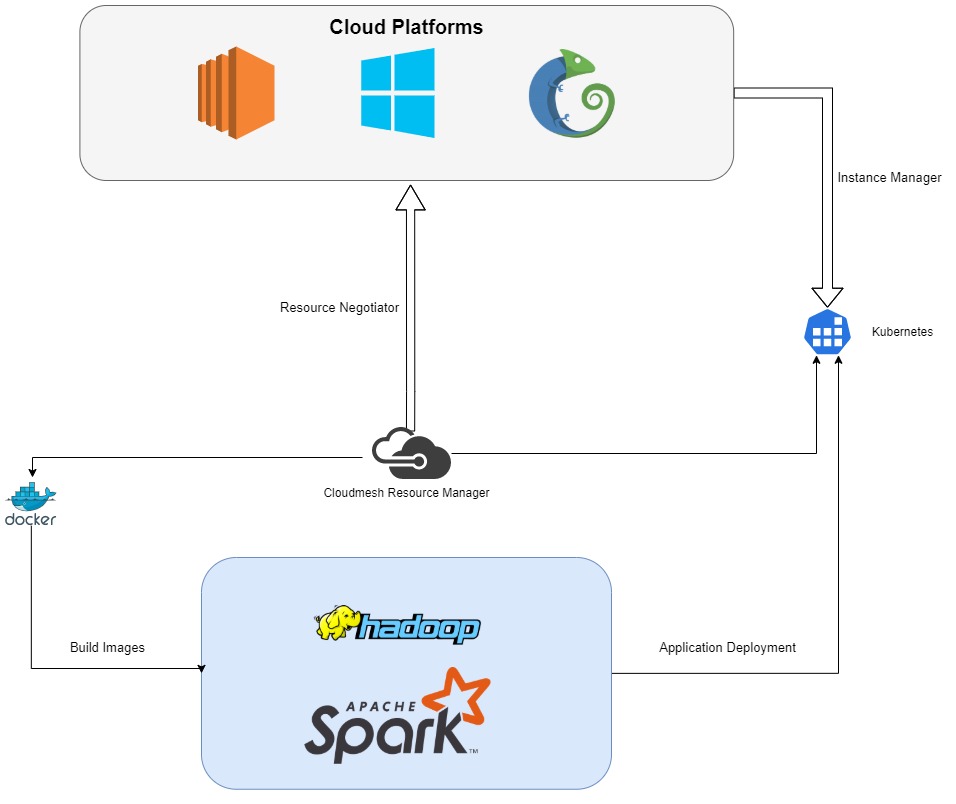 Cloud Platforms
Instance Manager
Resource Negotiator
Kubernetes
Cloudmesh Resource Manager
docker
hadoop
Build Images
Application Deployment
APACHE
Spark™